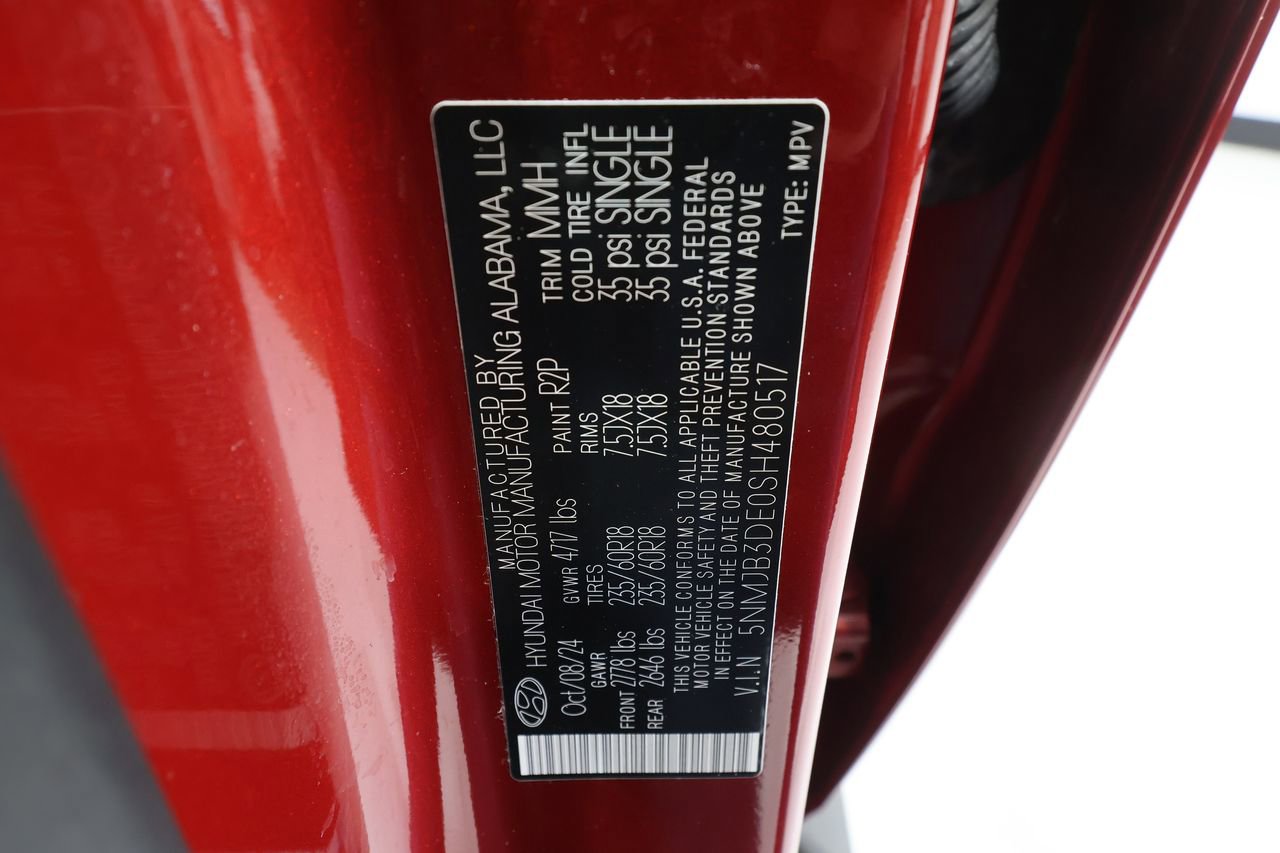 MANUFACTURED BY
HYUNDAI MOTOR MANUFACTURING ALABAMA, LLC
Oct/08/24 GVWR 4717 lbs PAINT R2P TRIM MMH
GAWR TIRES RIMS COLD TIRE INFL
FRONT 2778 lbs 235/60R18 7.5JX18 35 psi SINGLE
REAR 2646 lbs 235/60R18 7.5JX18 35 psi SINGLE
THIS VEHICLE CONFORMS TO ALL APPLICABLE U.S.A. FEDERAL
MOTOR VEHICLE SAFETY AND THEFT PREVENTION STANDARDS
IN EFFECT ON THE DATE OF MANUFACTURE SHOWN ABOVE
V.I.N 5NMJB3DE0SH480517 TYPE: MPV